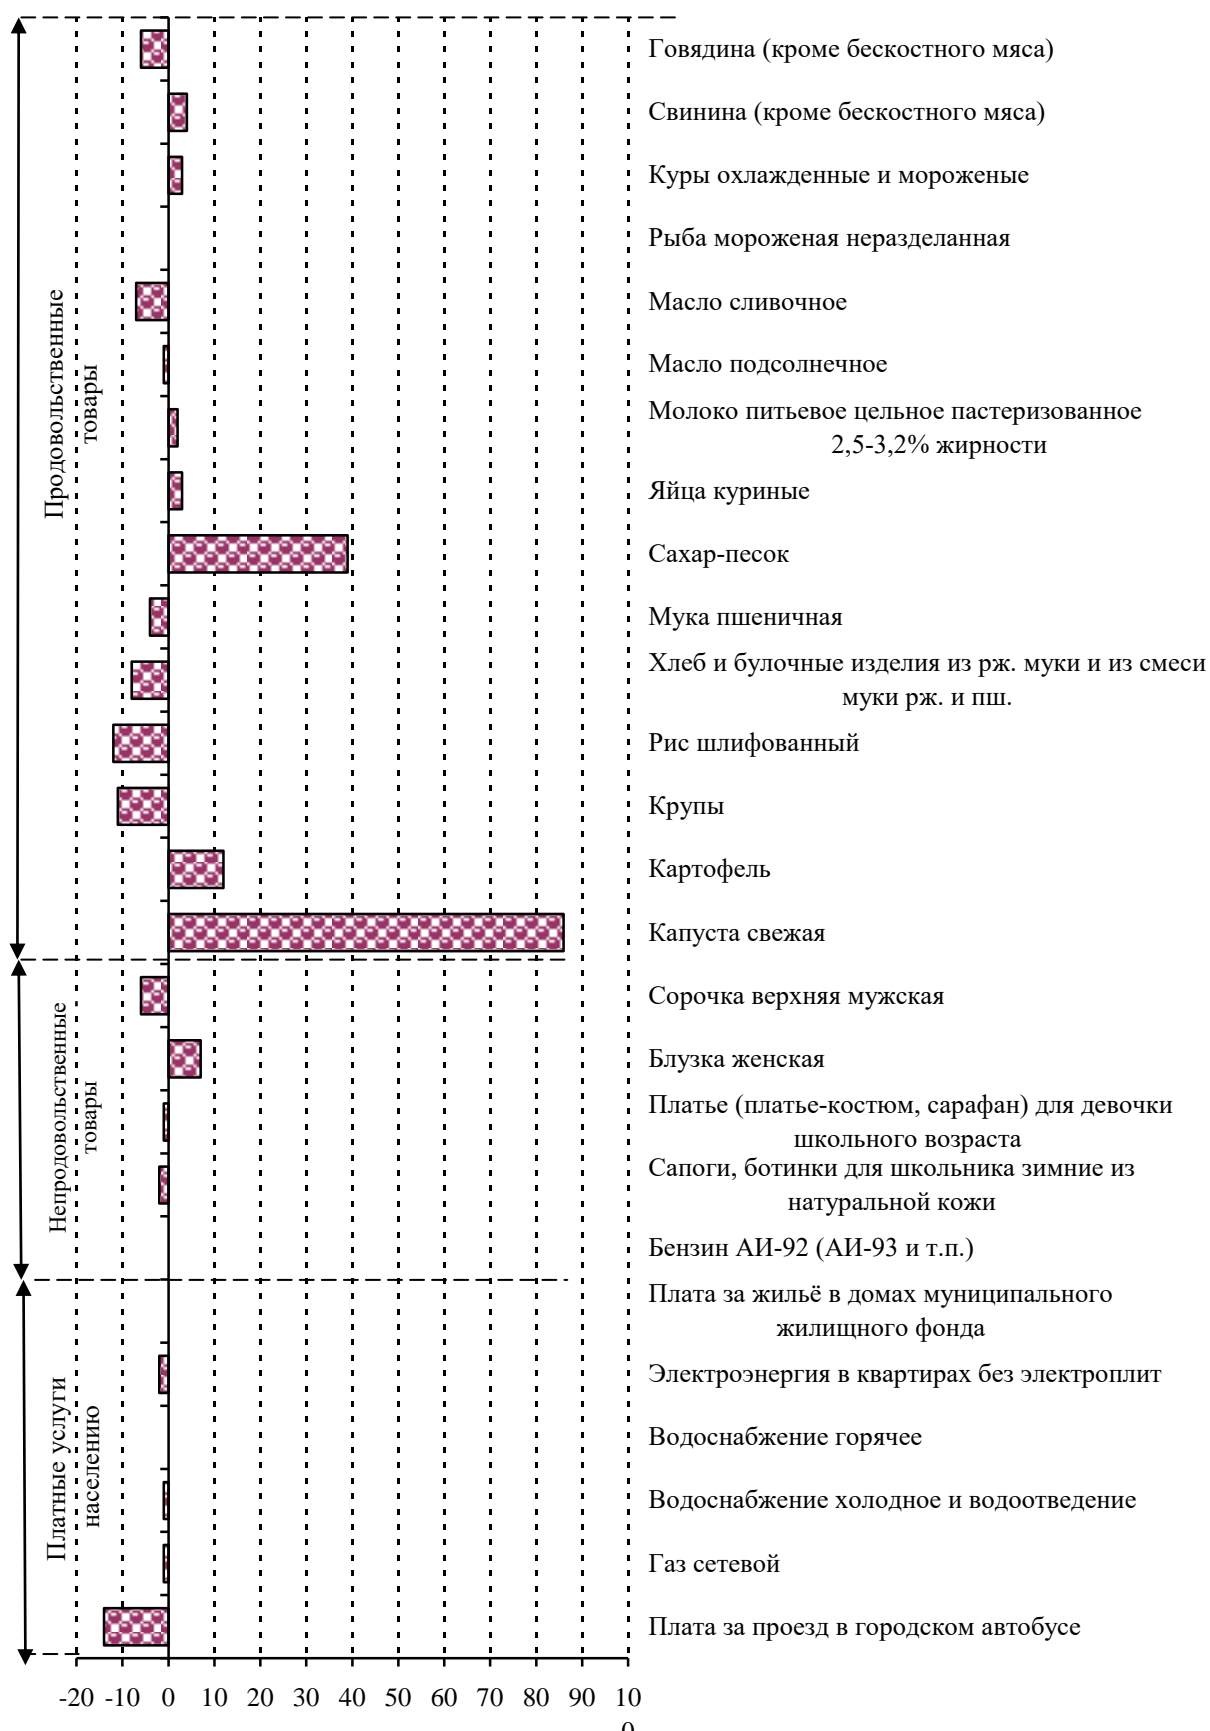 Говядина (кроме бескостного мяса)
Свинина (кроме бескостного мяса)
Куры охлажденные и мороженые
Рыба мороженая неразделанная
Масло сливочное
Масло подсолнечное
Молоко питьевое цельное пастеризованное
2,5-3,2% жирности
Яйца куриные
Сахар-песок
Мука пшеничная
Хлеб и булочные изделия из рж. муки и из смеси
муки рж. и пш.
Рис шлифованный
Крупы
Картофель
Капуста свежая
Продовольственные
товары
Сорочка верхняя мужская
Блузка женская
Платье (платье-костюм, сарафан) для девочки
школьного возраста
Сапоги, ботинки для школьника зимние из
натуральной кожи
Бензин АИ-92 (АИ-93 и т.п.)
Непродовольственные
товары
Плата за жильё в домах муниципального
жилищного фонда
Электроэнергия в квартирах без электроплит
Водоснабжение горячее
Водоснабжение холодное и водоотведение
Газ сетевой
Плата за проезд в городском автобусе
Платные услуги
населению
-20 -10 0 10 20 30 40 50 60 70 80 90 10
0